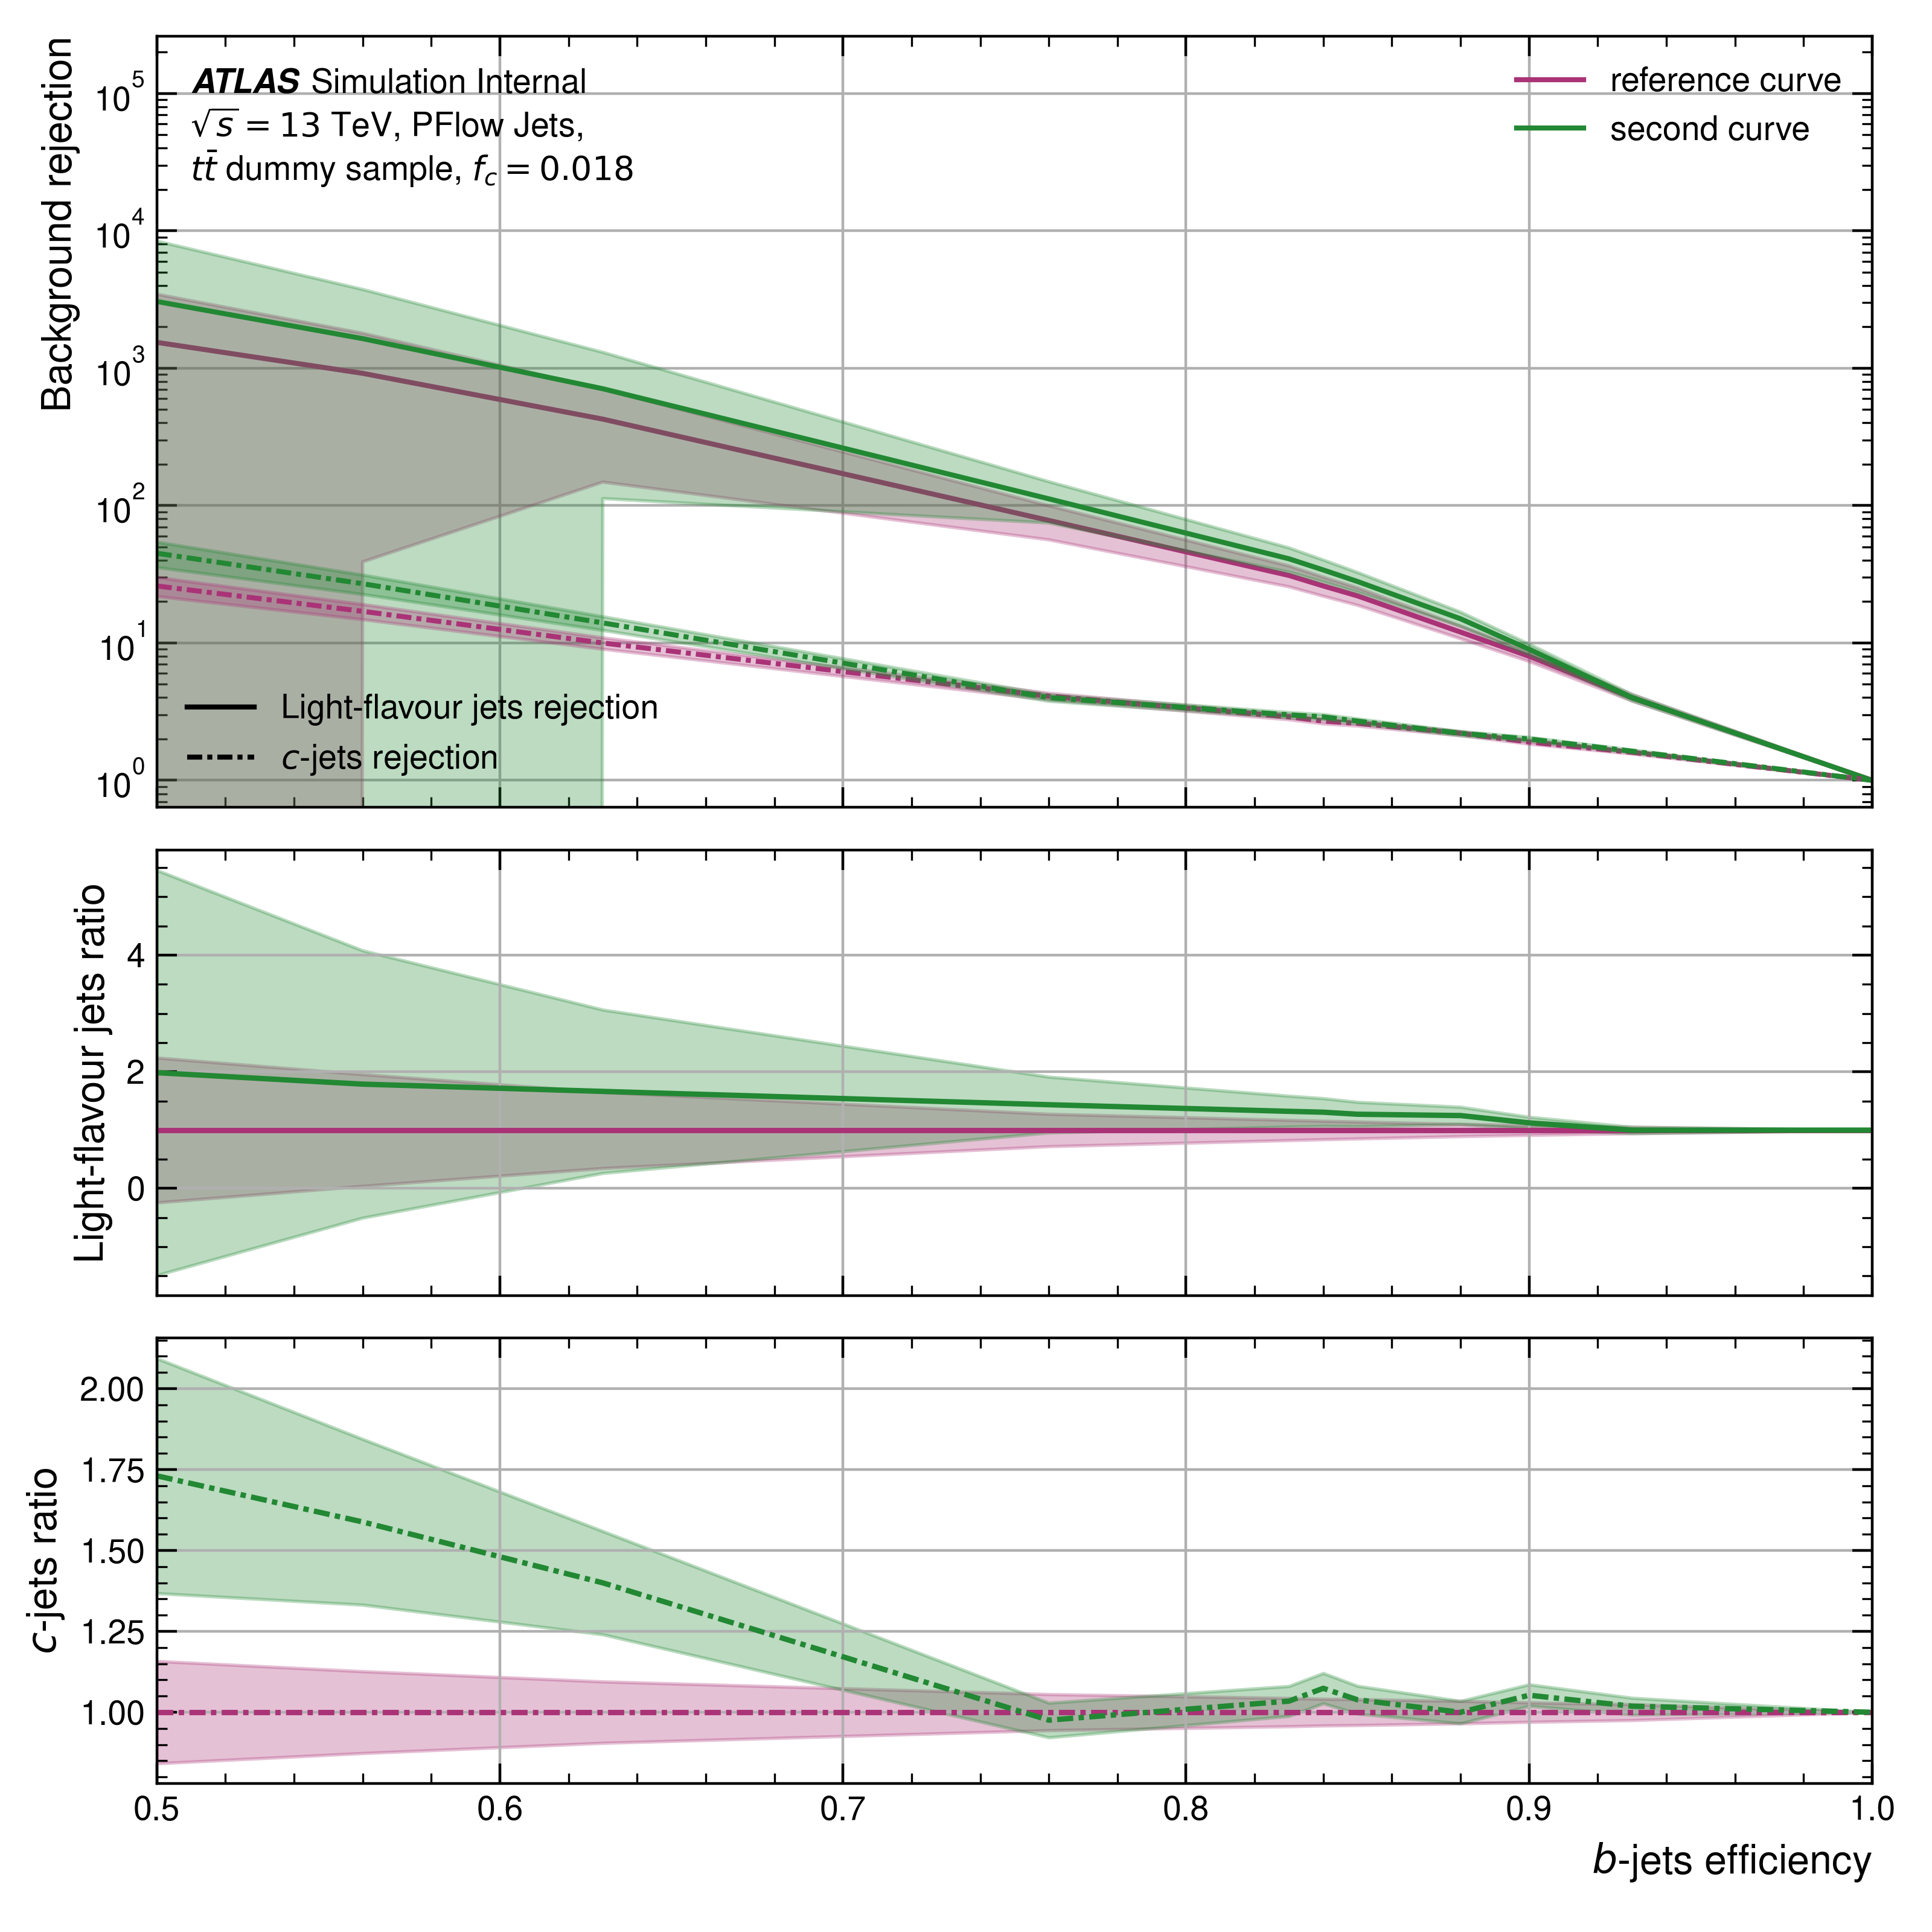 Background rejection
10^5
10^4
10^3
10^2
10^1
10^0
ATLAS Simulation Internal
√s = 13 TeV, PFlow Jets,
tt̄ dummy sample, f_c = 0.018
reference curve
second curve
Light-flavour jets rejection
c-jets rejection
Light-flavour jets ratio
4
2
0
c-jets ratio
2.00
1.75
1.50
1.25
1.00
0.5 0.6 0.7 0.8 0.9 1.0
b-jets efficiency